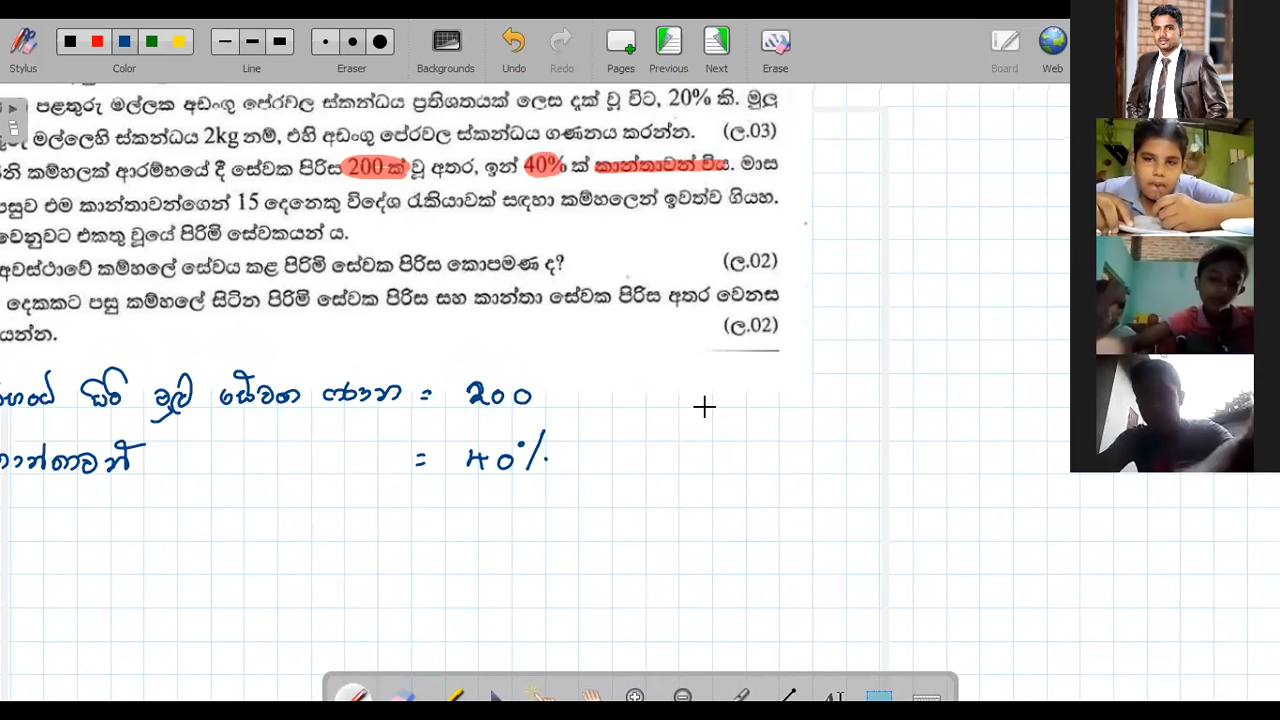 Stylus Color Line Eraser Backgrounds Undo Redo Pages Previous Next Erase Board Web
පළතුරු මල්ලක අඩංගු පේරවල ස්කන්ධය ප්‍රතිශතයක් ලෙස දැක් වූ විට, 20% කි. මුලු
මල්ලෙහි ස්කන්ධය 2kg නම්, එහි අඩංගු පේරවල ස්කන්ධය ගණනය කරන්න. (ල.03)
කම්හලක් ආරම්භයේ දී සේවක පිරිස 200 ක් වූ අතර, ඉන් 40% ක් කාන්තාවන් විය. මාස
පසුව එම කාන්තාවන්ගෙන් 15 දෙනෙකු විදේශ රැකියාවක් සඳහා කම්හලෙන් ඉවත්ව ගියහ.
වෙනුවට එකතු වූයේ පිරිමි සේවකයන් ය.
අවස්ථාවේ කම්හලේ සේවය කළ පිරිමි සේවක පිරිස කොපමණ ද? (ල.02)
දෙකකට පසු කම්හලේ සිටින පිරිමි සේවක පිරිස සහ කාන්තා සේවක පිරිස අතර වෙනස
යන්න. (ල.02)
සිටි මුළු සේවක ගණන = 200
කාන්තාවන් = 40%